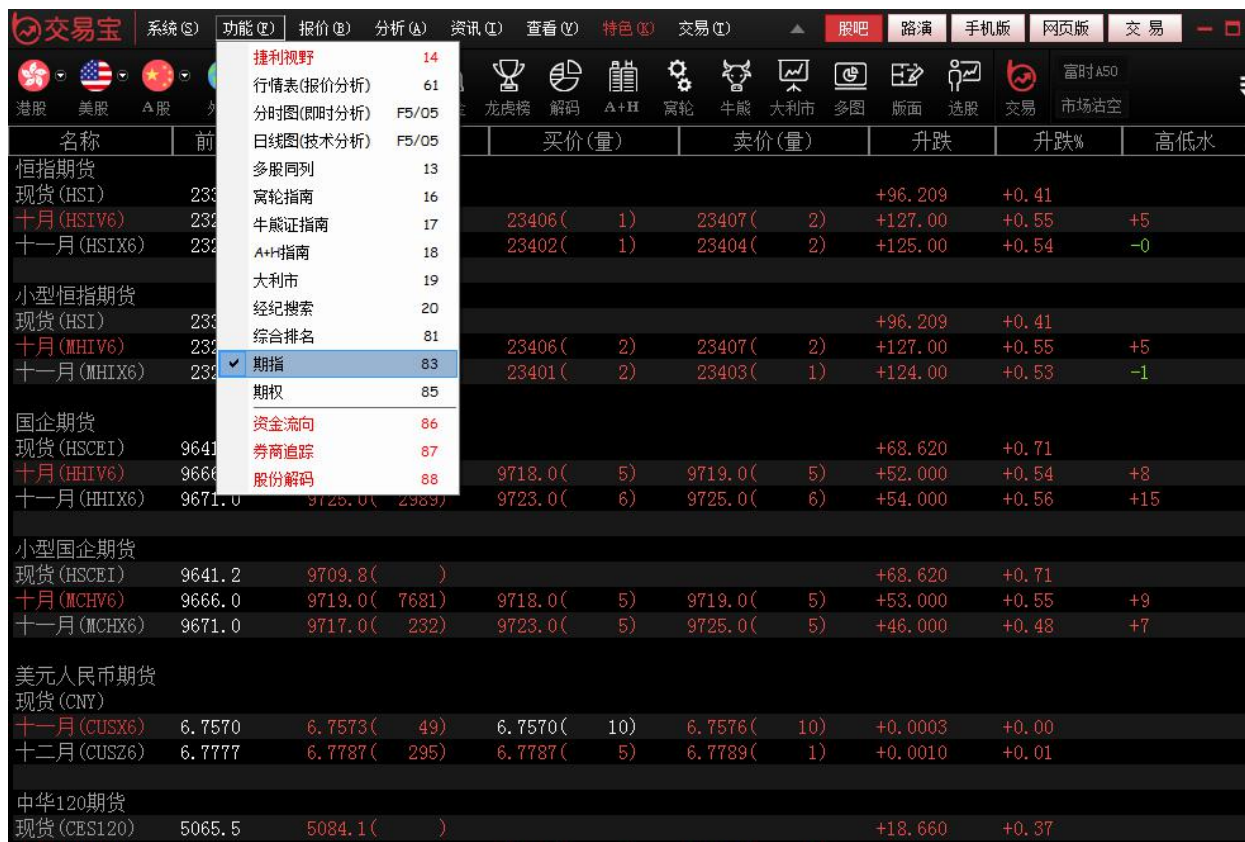 交易宝 系统(S) 功能(F) 报价(B) 分析(A) 资讯(I) 查看(V) 特色(K) 交易(T) 股吧 路演 手机版 网页版 交易
富时A50
港股 美股 A股 龙虎榜 解码 A+H 窝轮 牛熊 大利市 多图 版面 选股 交易 市场沽空
捷利视野 14
行情表(报价分析) 61
分时图(即时分析) F5/05
日线图(技术分析) F5/05
多股同列 13
窝轮指南 16
牛熊证指南 17
A+H指南 18
大利市 19
经纪搜索 20
综合排名 81
期指 83
期权 85
资金流向 86
券商追踪 87
股份解码 88
名称 前 买价(量) 卖价(量) 升跌 升跌% 高低水
恒指期货
现货(HSI) 233 +96.209 +0.41
十月(HSIV6) 232 23406( 1) 23407( 2) +127.00 +0.55 +5
十一月(HSIX6) 232 23402( 1) 23404( 2) +125.00 +0.54 -0
小型恒指期货
现货(HSI) 233 +96.209 +0.41
十月(MHIV6) 232 23406( 2) 23407( 2) +127.00 +0.55 +5
十一月(MHIX6) 232 23401( 2) 23403( 1) +124.00 +0.53 -1
国企期货
现货(HSCEI) 9641 +68.620 +0.71
十月(HHIV6) 9666 9718.0( 5) 9719.0( 5) +52.000 +0.54 +8
十一月(HHIX6) 9671.0 9725.0( 2989) 9723.0( 6) 9725.0( 6) +54.000 +0.56 +15
小型国企期货
现货(HSCEI) 9641.2 9709.8( ) +68.620 +0.71
十月(MCHV6) 9666.0 9719.0( 7681) 9718.0( 5) 9719.0( 5) +53.000 +0.55 +9
十一月(MCHX6) 9671.0 9717.0( 232) 9723.0( 5) 9725.0( 5) +46.000 +0.48 +7
美元人民币期货
现货(CNY)
十一月(CUSX6) 6.7570 6.7573( 49) 6.7570( 10) 6.7576( 10) +0.0003 +0.00
十二月(CUSZ6) 6.7777 6.7787( 295) 6.7787( 5) 6.7789( 1) +0.0010 +0.01
中华120期货
现货(CES120) 5065.5 5084.1( ) +18.660 +0.37